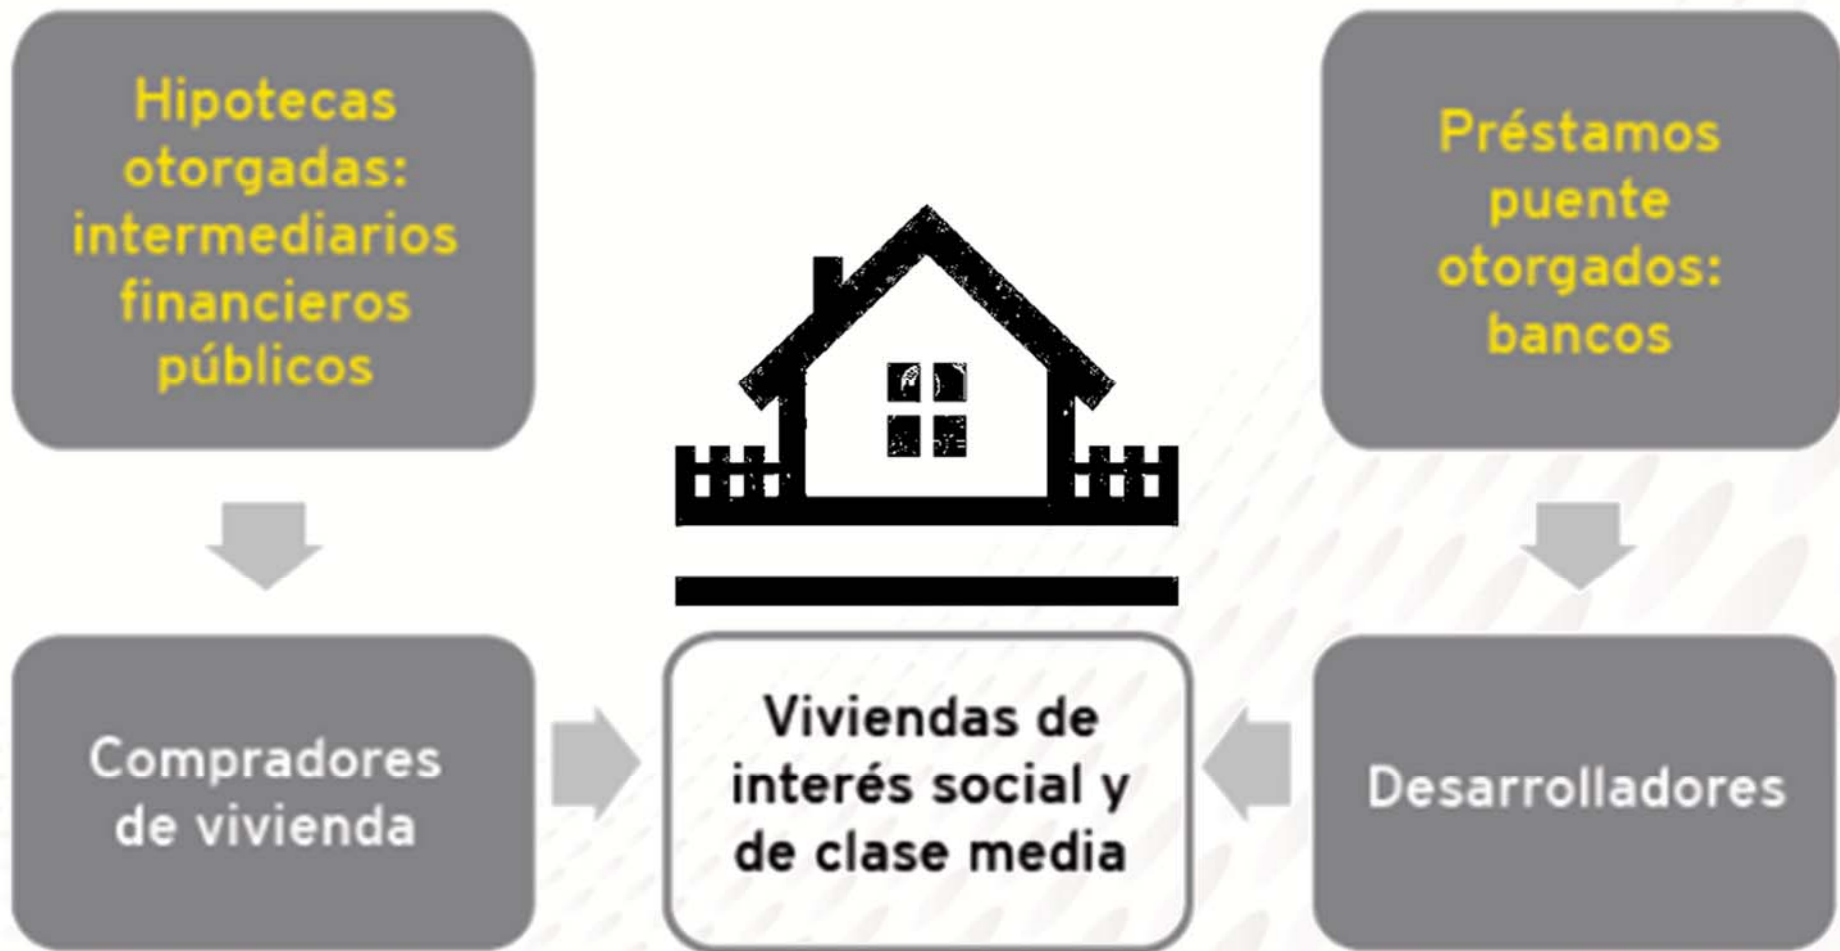 Hipotecas
otorgadas:
intermediarios
financieros
públicos
Préstamos
puente
otorgados:
bancos
Compradores
de vivienda
Viviendas de
interés social y
de clase media
Desarrolladores